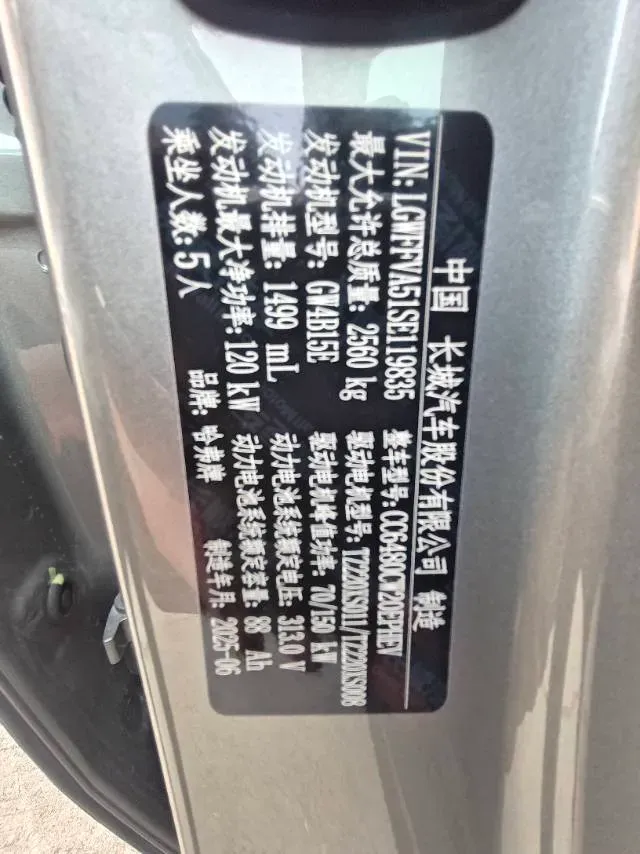 中国 长城汽车股份有限公司 制造
VIN: LGWFFVA51SE119835 整车型号: CC6480CW20EPHEV
最大允许总质量: 2560 kg 驱动电机型号: TZ220XS011/TZ220XS008
发动机型号: GW4B15E 驱动电机峰值功率: 70/150 kW
发动机排量: 1499 mL 动力电池系统额定电压: 313.0 V
发动机最大净功率: 120 kW 动力电池系统额定容量: 88 Ah
乘坐人数: 5人 品牌: 哈弗牌 制造年月: 2025-06